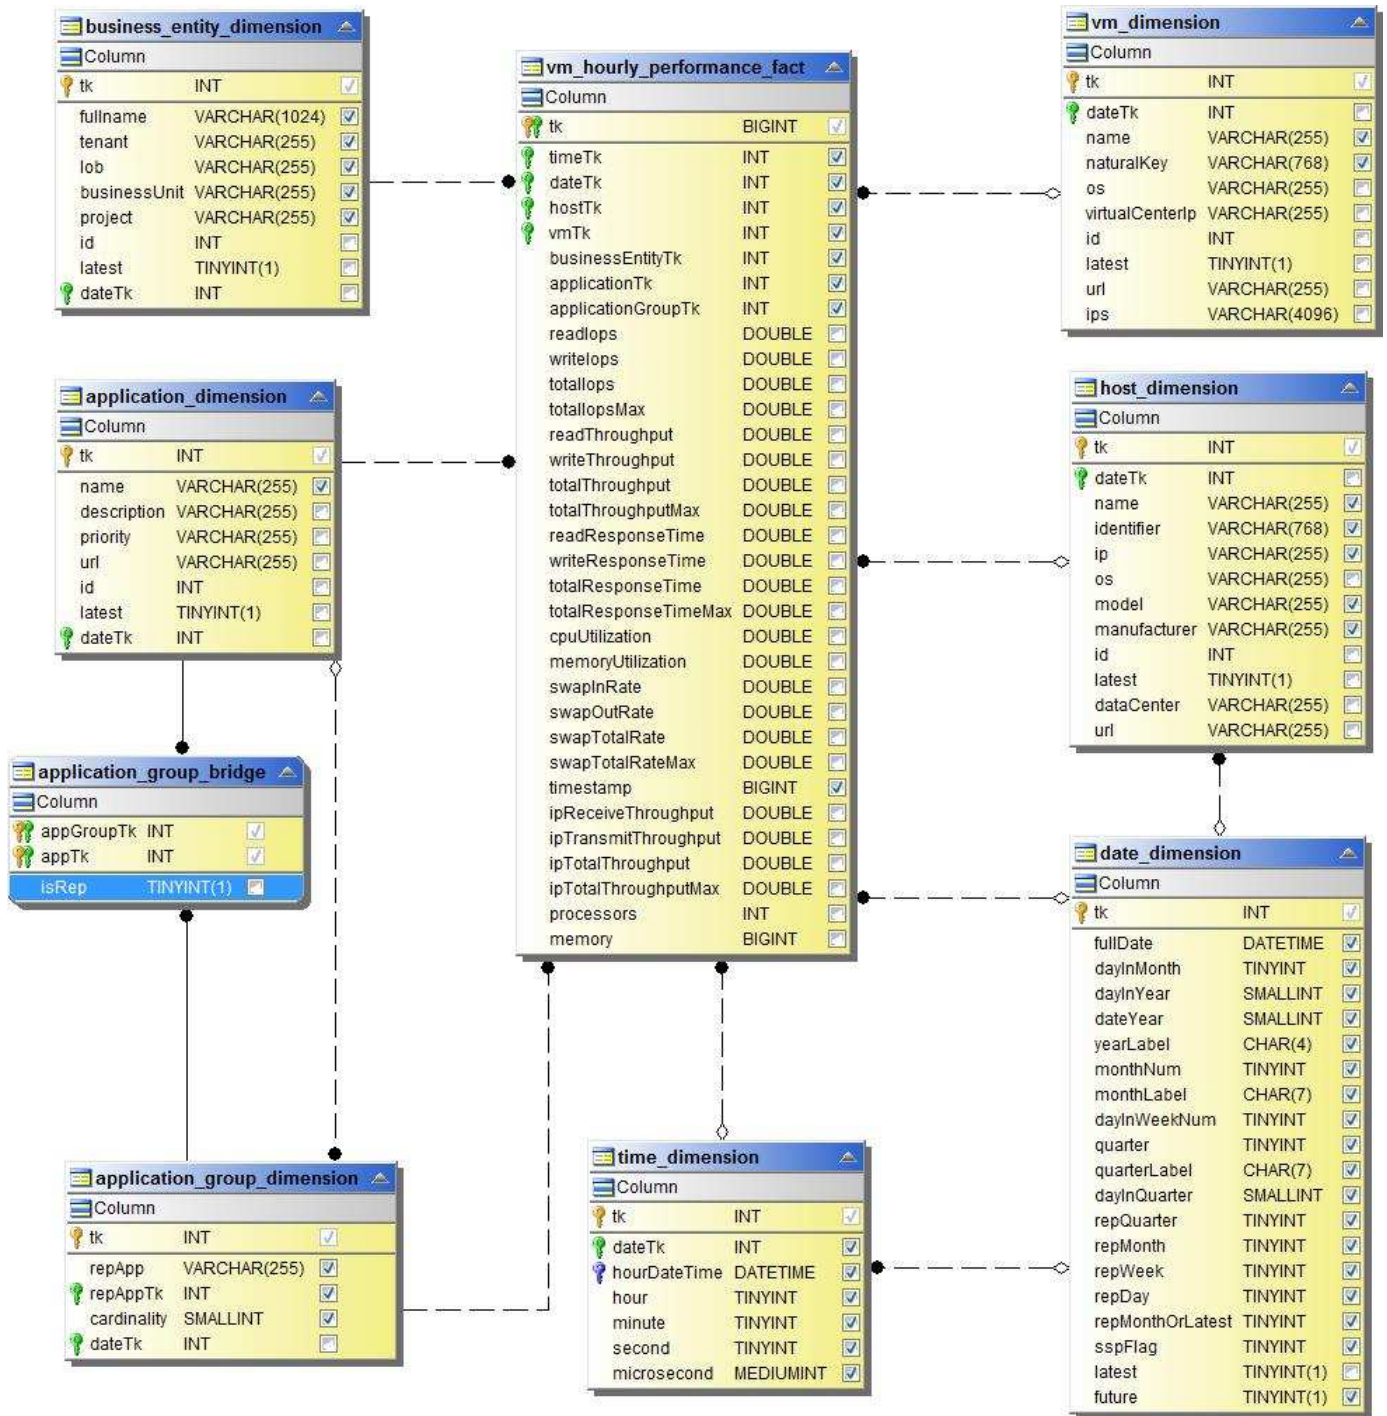 business_entity_dimension
Column
tk INT
fullname VARCHAR(1024)
tenant VARCHAR(255)
lob VARCHAR(255)
businessUnit VARCHAR(255)
project VARCHAR(255)
id INT
latest TINYINT(1)
dateTk INT
vm_hourly_performance_fact
Column
tk BIGINT
timeTk INT
dateTk INT
hostTk INT
vmTk INT
businessEntityTk INT
applicationTk INT
applicationGroupTk INT
readIops DOUBLE
writeIops DOUBLE
totalIops DOUBLE
totalIopsMax DOUBLE
readThroughput DOUBLE
writeThroughput DOUBLE
totalThroughput DOUBLE
totalThroughputMax DOUBLE
readResponseTime DOUBLE
writeResponseTime DOUBLE
totalResponseTime DOUBLE
totalResponseTimeMax DOUBLE
cpuUtilization DOUBLE
memoryUtilization DOUBLE
swapInRate DOUBLE
swapOutRate DOUBLE
swapTotalRate DOUBLE
swapTotalRateMax DOUBLE
timestamp BIGINT
ipReceiveThroughput DOUBLE
ipTransmitThroughput DOUBLE
ipTotalThroughput DOUBLE
ipTotalThroughputMax DOUBLE
processors INT
memory BIGINT
vm_dimension
Column
tk INT
dateTk INT
name VARCHAR(255)
naturalKey VARCHAR(768)
os VARCHAR(255)
virtualCenterIp VARCHAR(255)
id INT
latest TINYINT(1)
url VARCHAR(255)
ips VARCHAR(4096)
application_dimension
Column
tk INT
name VARCHAR(255)
description VARCHAR(255)
priority VARCHAR(255)
url VARCHAR(255)
id INT
latest TINYINT(1)
dateTk INT
host_dimension
Column
tk INT
dateTk INT
name VARCHAR(255)
identifier VARCHAR(768)
ip VARCHAR(255)
os VARCHAR(255)
model VARCHAR(255)
manufacturer VARCHAR(255)
id INT
latest TINYINT(1)
dataCenter VARCHAR(255)
url VARCHAR(255)
application_group_bridge
Column
appGroupTk INT
appTk INT
isRep TINYINT(1)
date_dimension
Column
tk INT
fullDate DATETIME
dayInMonth TINYINT
dayInYear SMALLINT
dateYear SMALLINT
yearLabel CHAR(4)
monthNum TINYINT
monthLabel CHAR(7)
dayInWeekNum TINYINT
quarter TINYINT
quarterLabel CHAR(7)
dayInQuarter SMALLINT
repQuarter TINYINT
repMonth TINYINT
repWeek TINYINT
repDay TINYINT
repMonthOrLatest TINYINT
sspFlag TINYINT
latest TINYINT(1)
future TINYINT(1)
application_group_dimension
Column
tk INT
repApp VARCHAR(255)
repAppTk INT
cardinality SMALLINT
dateTk INT
time_dimension
Column
tk INT
dateTk INT
hourDateTime DATETIME
hour TINYINT
minute TINYINT
second TINYINT
microsecond MEDIUMINT